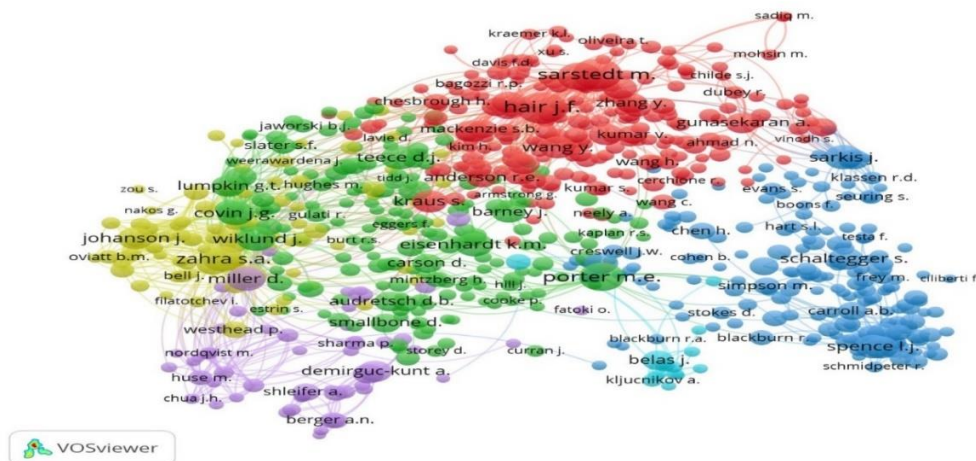 sadiq m.
kraemer k.l.
oliveira t.
xu s.
mohsin m.
davis f.d.
sarstedt m.
childe s.j.
bagozzi r.p.
dubey r.
chesbrough h.
hair j.f.
zhang y.
gunasekaran a.
jaworski b.j.
mackenzie s.b.
kumar v.
ahmad n.
vinodh s.
slater s.f.
lavie d.
kim h.
wang y.
weerawardena j.
teece d.j.
wang h.
sarkis j.
tidd j.
anderson r.e.
cerchione r.
klassen r.d.
lumpkin g.t.
hughes m.
armstrong g.
kumar s.
evans s.
seuring s.
zou s.
kraus s.
wang c.
boons f.
nakos g.
covin j.g.
gulati r.
barney j.
neely a.
hart s.l.
eggers f.
chen h.
johanson j.
wiklund j.
burt r.s.
eisenhardt k.m.
kaplan r.s.
testa f.
oviatt b.m.
zahra s.a.
creswell j.w.
cohen b.
schaltegger s.
carson d.
bell j.
miller d.
mintzberg h.
hill j.
porter m.e.
simpson m.
frey m.
filatotchev i.
estrin s.
audretsch d.b.
cooke p.
fatoki o.
carroll a.b.
westhead p.
smallbone d.
stokes d.
nordqvist m.
sharma p.
storey d.
curran j.
blackburn r.a.
blackburn r.
spence l.j.
huse m.
demirguc-kunt a.
belas j.
schmidpeter r.
chua j.h.
shleifer a.
kljucnikov a.
berger a.n.
VOSviewer